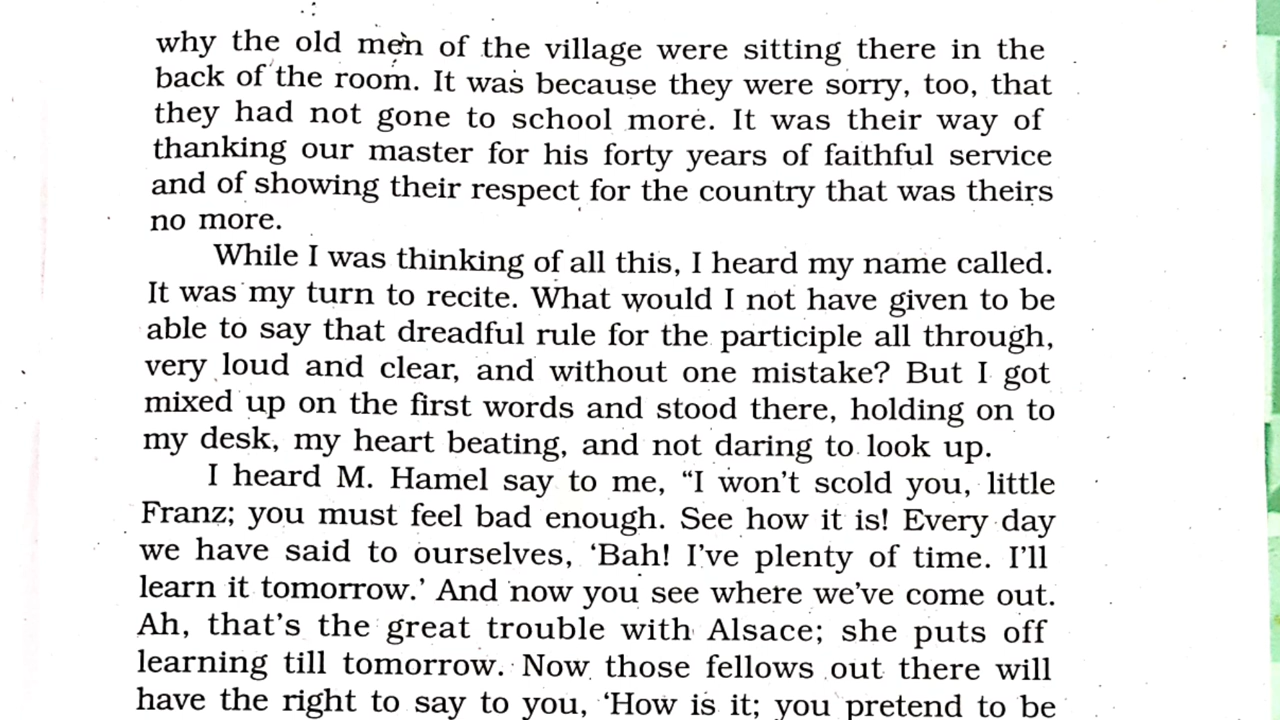 why the old men of the village were sitting there in the
back of the room. It was because they were sorry, too, that
they had not gone to school more. It was their way of
thanking our master for his forty years of faithful service
and of showing their respect for the country that was theirs
no more.
While I was thinking of all this, I heard my name called.
It was my turn to recite. What would I not have given to be
able to say that dreadful rule for the participle all through,
very loud and clear, and without one mistake? But I got
mixed up on the first words and stood there, holding on to
my desk, my heart beating, and not daring to look up.
I heard M. Hamel say to me, “I won’t scold you, little
Franz; you must feel bad enough. See how it is! Every day
we have said to ourselves, ‘Bah! I’ve plenty of time. I’ll
learn it tomorrow.’ And now you see where we’ve come out.
Ah, that’s the great trouble with Alsace; she puts off
learning till tomorrow. Now those fellows out there will
have the right to say to you, ‘How is it; you pretend to be